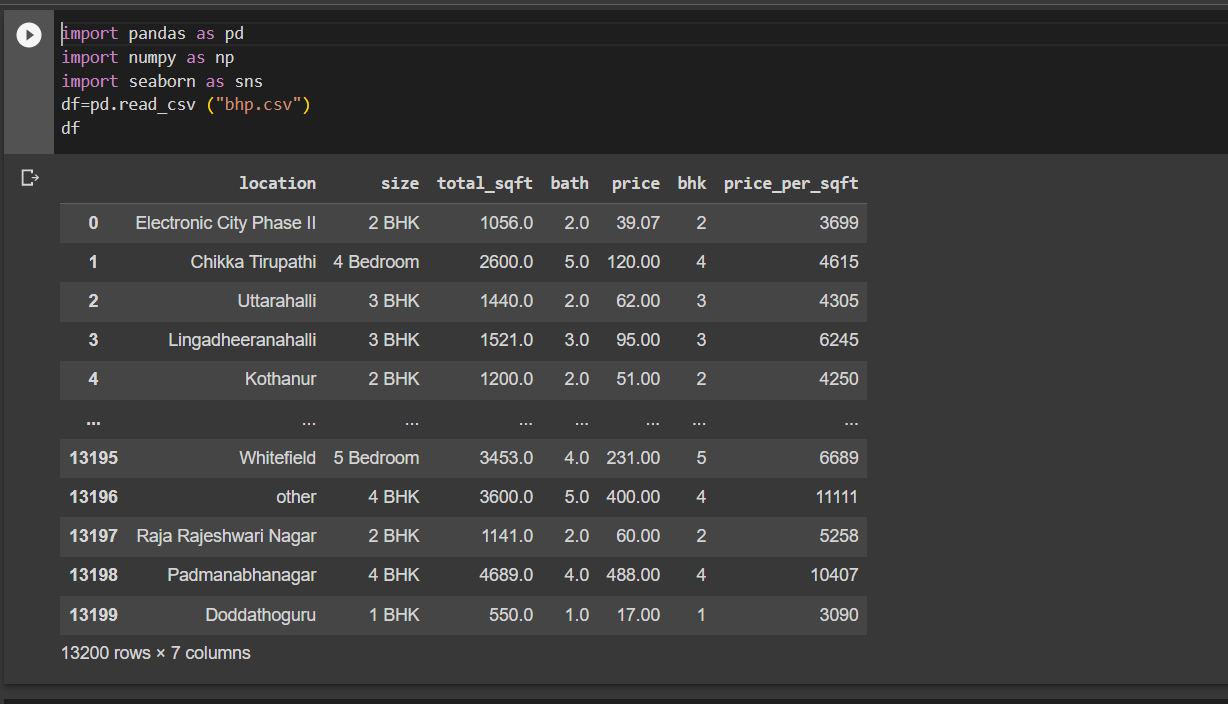 import pandas as pd
import numpy as np
import seaborn as sns
df=pd.read_csv ("bhp.csv")
df
location size total_sqft bath price bhk price_per_sqft
0 Electronic City Phase II 2 BHK 1056.0 2.0 39.07 2 3699
1 Chikka Tirupathi 4 Bedroom 2600.0 5.0 120.00 4 4615
2 Uttarahalli 3 BHK 1440.0 2.0 62.00 3 4305
3 Lingadheeranahalli 3 BHK 1521.0 3.0 95.00 3 6245
4 Kothanur 2 BHK 1200.0 2.0 51.00 2 4250
... ... ... ... ... ... ... ...
13195 Whitefield 5 Bedroom 3453.0 4.0 231.00 5 6689
13196 other 4 BHK 3600.0 5.0 400.00 4 11111
13197 Raja Rajeshwari Nagar 2 BHK 1141.0 2.0 60.00 2 5258
13198 Padmanabhanagar 4 BHK 4689.0 4.0 488.00 4 10407
13199 Doddathoguru 1 BHK 550.0 1.0 17.00 1 3090
13200 rows × 7 columns